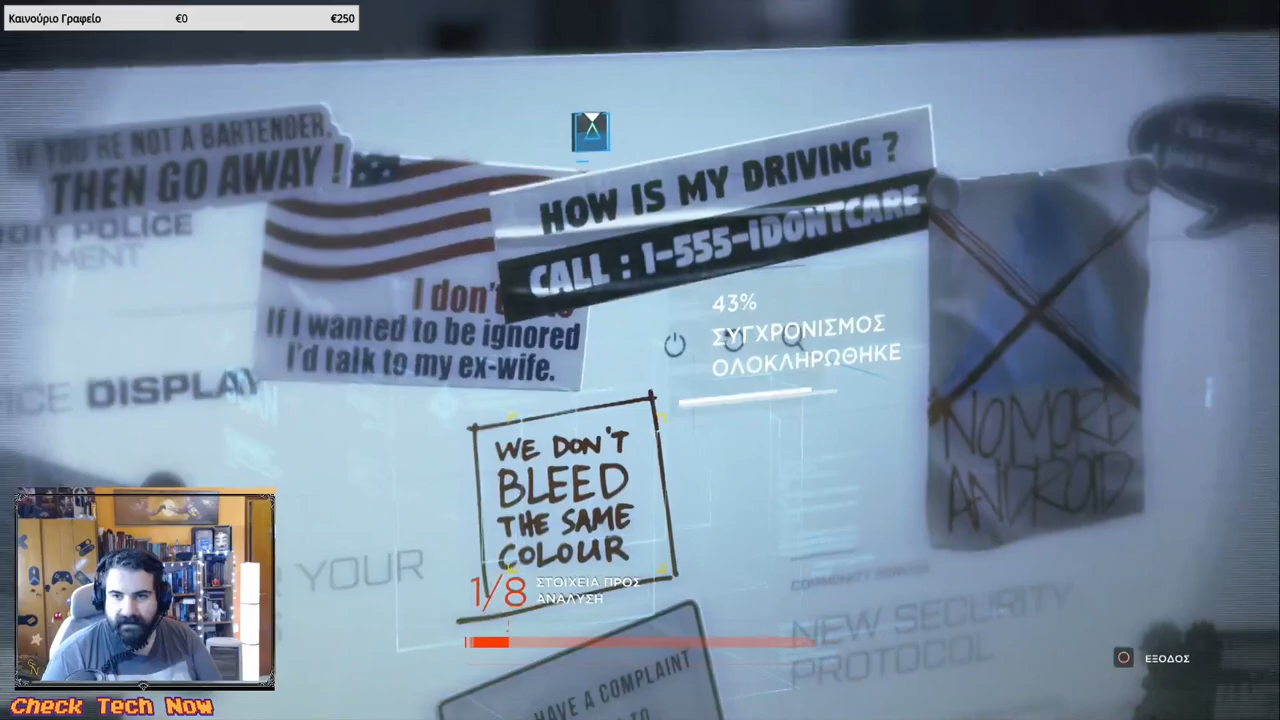 Καινούριο Γραφείο €0 €250
IF YOU'RE NOT A BARTENDER,
THEN GO AWAY!
POLICE
HOW IS MY DRIVING ?
CALL : 1-555-IDONTCARE
I don't
If I wanted to be ignored
I'd talk to my ex-wife.
43%
ΣΥΓΧΡΟΝΙΣΜΟΣ
ΟΛΟΚΛΗΡΩΘΗΚΕ
DISPLAY
WE DON'T
BLEED
THE SAME
COLOUR
NO MORE
ANDROID
YOUR
1/8 ΣΤΟΙΧΕΙΑ ΠΡΟΣ
ΑΝΑΛΥΣΗ
NEW SECURITY
PROTOCOL
HAVE A COMPLAINT
ΕΞΟΔΟΣ
Check Tech Now